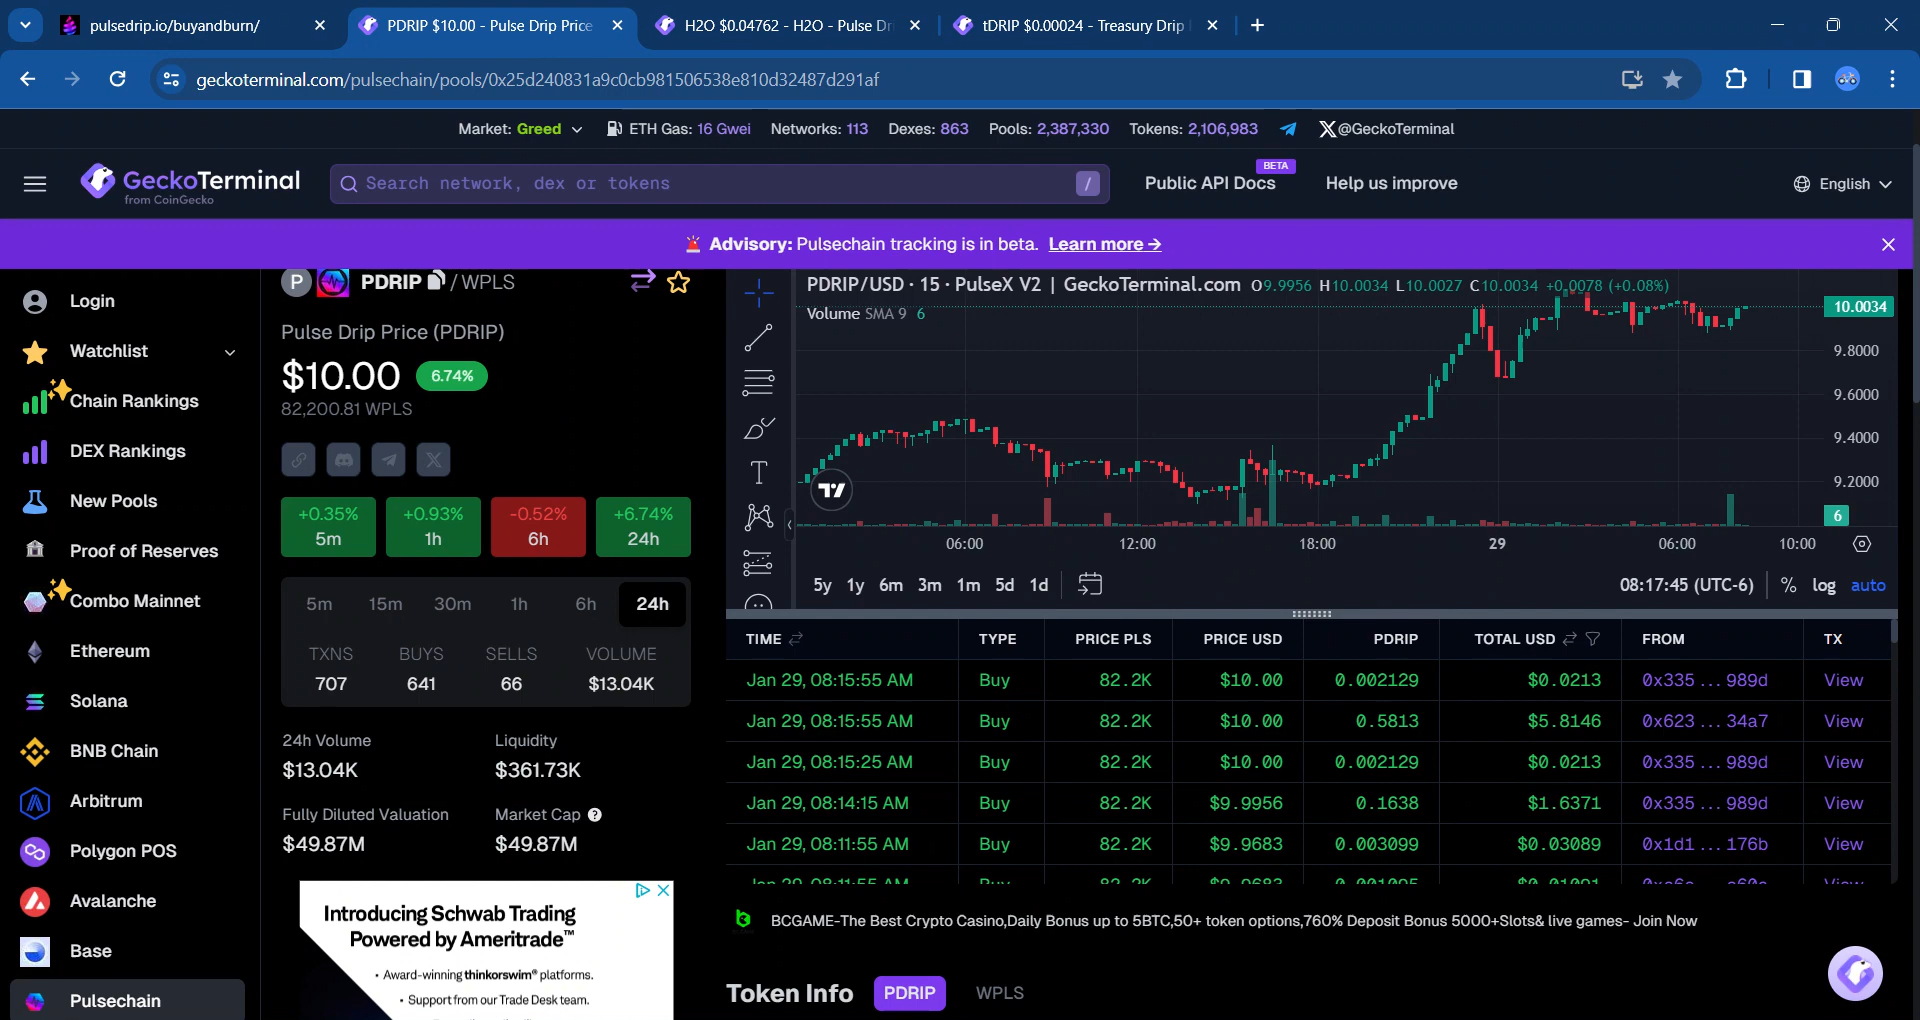 pulsedrip.io/buyandburn/
PDRIP $10.00 - Pulse Drip Price
H2O $0.04762 - H2O - Pulse Dr
tDRIP $0.00024 - Treasury Drip
geckoterminal.com/pulsechain/pools/0x25d240831a9c0cb981506538e810d32487d291af
Market: Greed ETH Gas: 16 Gwei Networks: 113 Dexes: 863 Pools: 2,387,330 Tokens: 2,106,983 X@GeckoTerminal
GeckoTerminal
from CoinGecko
Search network, dex or tokens /
Public API Docs BETA
Help us improve
English
Advisory: Pulsechain tracking is in beta. Learn more →
Login
Watchlist
Chain Rankings
DEX Rankings
New Pools
Proof of Reserves
Combo Mainnet
Ethereum
Solana
BNB Chain
Arbitrum
Polygon POS
Avalanche
Base
Pulsechain
P PDRIP / WPLS
Pulse Drip Price (PDRIP)
$10.00 6.74%
82,200.81 WPLS
+0.35% +0.93% -0.52% +6.74%
5m 1h 6h 24h
5m 15m 30m 1h 6h 24h
TXNS BUYS SELLS VOLUME
707 641 66 $13.04K
24h Volume Liquidity
$13.04K $361.73K
Fully Diluted Valuation Market Cap ?
$49.87M $49.87M
Introducing Schwab Trading
Powered by Ameritrade™
• Award-winning thinkorswim® platforms.
• Support from our Trade Desk team.
PDRIP/USD · 15 · PulseX V2 | GeckoTerminal.com O9.9956 H10.0034 L10.0027 C10.0034 +0.0078 (+0.08%)
Volume SMA 9 6
10.0034
9.8000
9.6000
9.4000
9.2000
6
06:00 12:00 18:00 29 06:00 10:00
5y 1y 6m 3m 1m 5d 1d 08:17:45 (UTC-6) % log auto
TIME TYPE PRICE PLS PRICE USD PDRIP TOTAL USD FROM TX
Jan 29, 08:15:55 AM Buy 82.2K $10.00 0.002129 $0.0213 0x335 ... 989d View
Jan 29, 08:15:55 AM Buy 82.2K $10.00 0.5813 $5.8146 0x623 ... 34a7 View
Jan 29, 08:15:25 AM Buy 82.2K $10.00 0.002129 $0.0213 0x335 ... 989d View
Jan 29, 08:14:15 AM Buy 82.2K $9.9956 0.1638 $1.6371 0x335 ... 989d View
Jan 29, 08:11:55 AM Buy 82.2K $9.9683 0.003099 $0.03089 0x1d1 ... 176b View
BCGAME-The Best Crypto Casino,Daily Bonus up to 5BTC,50+ token options,760% Deposit Bonus 5000+Slots& live games- Join Now
Token Info PDRIP WPLS